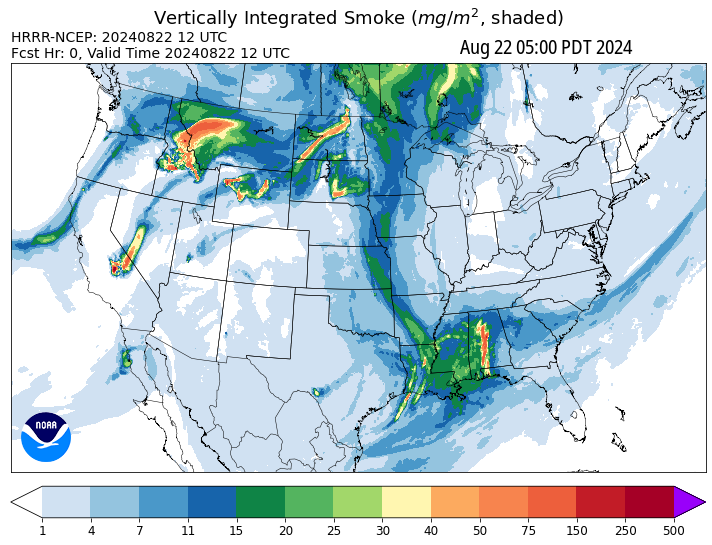 Vertically Integrated Smoke (mg/m², shaded)
HRRR-NCEP: 20240822 12 UTC
Fcst Hr: 0, Valid Time 20240822 12 UTC
Aug 22 05:00 PDT 2024
NOAA
1 4 7 11 15 20 25 30 40 50 75 150 250 500